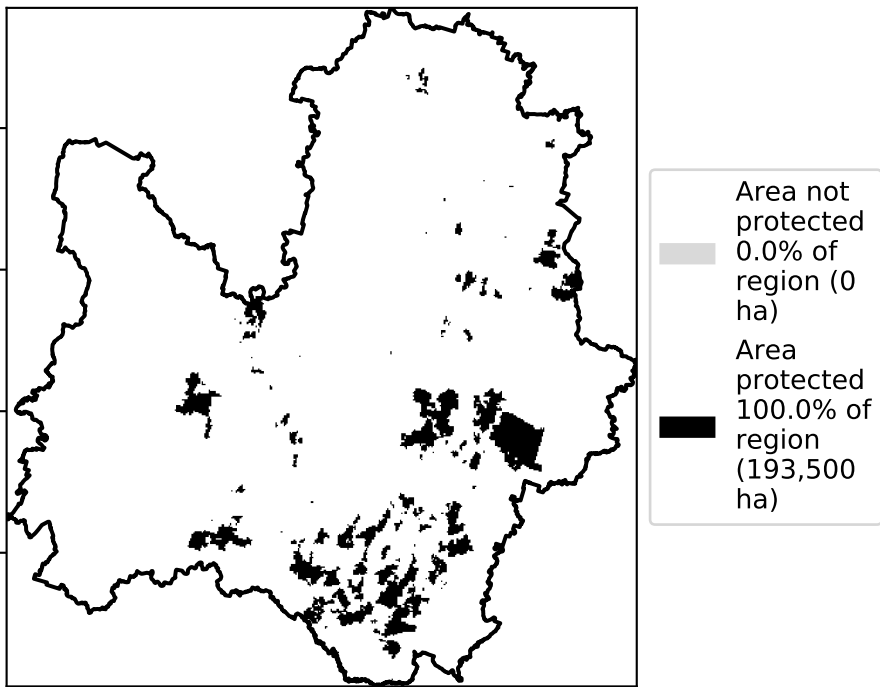 Area not
protected
0.0% of
region (0
ha)
Area
protected
100.0% of
region
(193,500
ha)